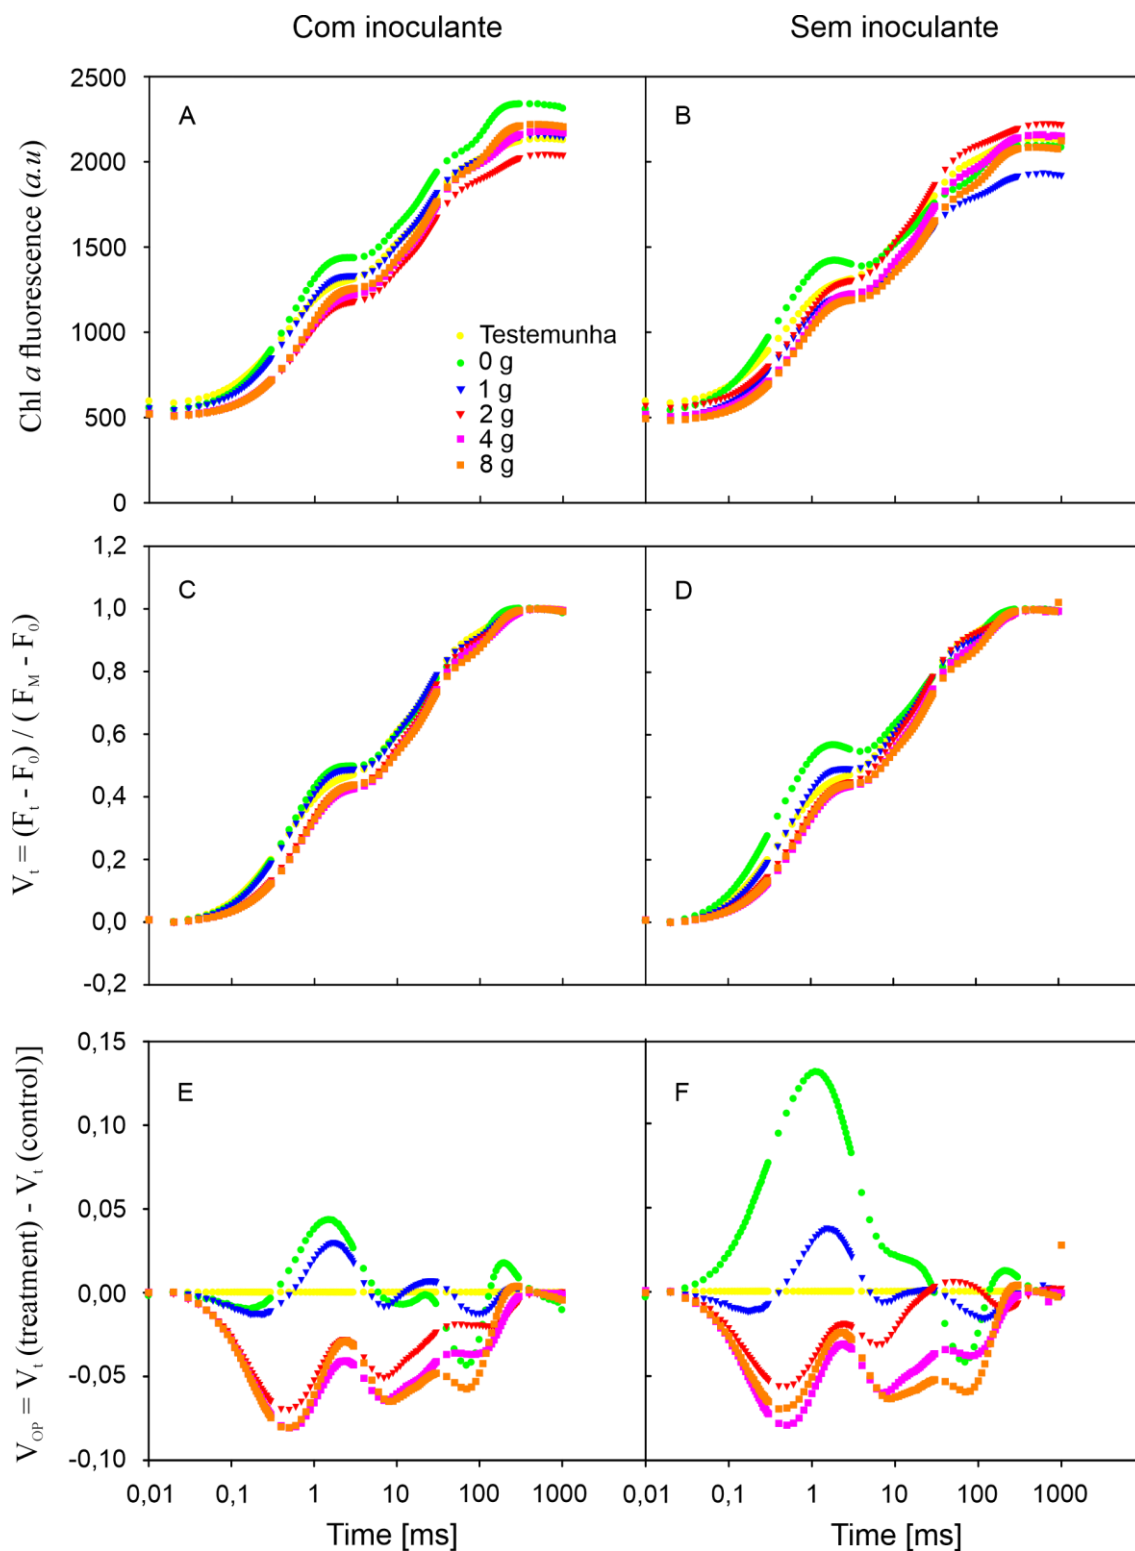 Com inoculante
Sem inoculante
Chl a fluorescence (a.u)
2500
2000
1500
1000
500
0
A
B
Testemunha
0 g
1 g
2 g
4 g
8 g
V_t = (F_t - F_0) / ( F_M - F_0)
1,2
1,0
0,8
0,6
0,4
0,2
0,0
-0,2
C
D
V_OP = V_t (treatment) - V_t (control)]
0,15
0,10
0,05
0,00
-0,05
-0,10
E
F
0,01 0,1 1 10 100 1000
0,01 0,1 1 10 100 1000
Time [ms]
Time [ms]